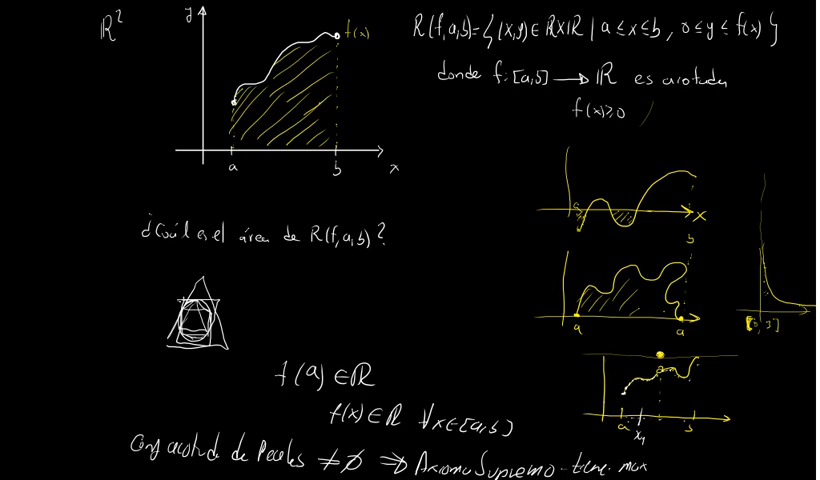 ℝ²
y
f(x)
a
b
x
R(f,a,b)={(x,y)∈ℝxℝ | a≤x≤b, 0≤y≤f(x)}
donde f:[a,b]→ℝ es acotada
f(x)≥0
a
x
b
¿Cuál es el área de R(f,a,b)?
a
a
f(a)∈ℝ
f(x)∈ℝ ∀x∈[a,b]
a
x₁
b
Conj acotado de Reales ≠∅ ⇒ Axioma Supremo tiene